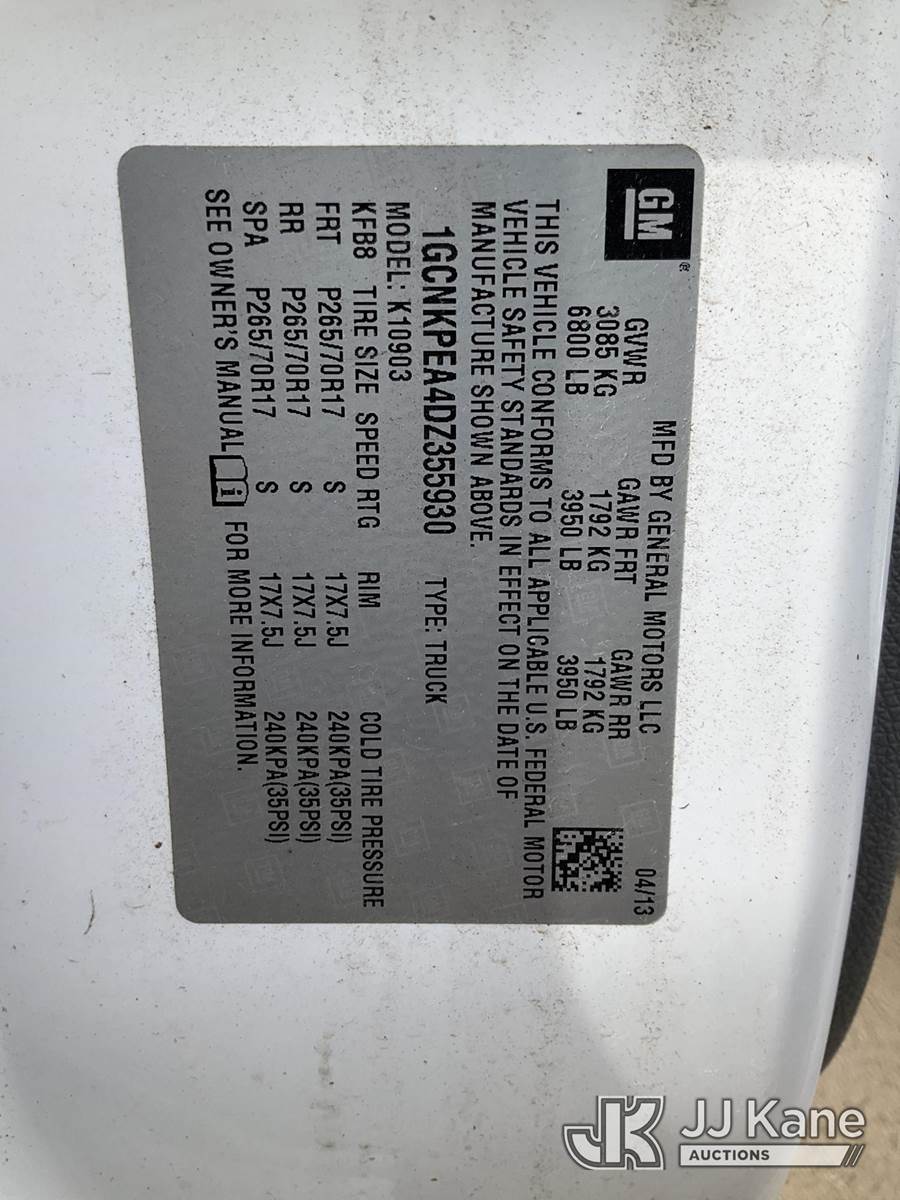 GM®
MFD BY GENERAL MOTORS LLC 04/13
GVWR GAWR FRT GAWR RR
3085 KG 1792 KG 1792 KG
6800 LB 3950 LB 3950 LB
THIS VEHICLE CONFORMS TO ALL APPLICABLE U.S. FEDERAL MOTOR
VEHICLE SAFETY STANDARDS IN EFFECT ON THE DATE OF
MANUFACTURE SHOWN ABOVE.
1GCNKPEA4DZ355930 TYPE: TRUCK
MODEL: K10903
KFB8 TIRE SIZE SPEED RTG RIM COLD TIRE PRESSURE
FRT P265/70R17 S 17X7.5J 240KPA(35PSI)
RR P265/70R17 S 17X7.5J 240KPA(35PSI)
SPA P265/70R17 S 17X7.5J 240KPA(35PSI)
SEE OWNER'S MANUAL i FOR MORE INFORMATION.
JK JJ Kane
AUCTIONS